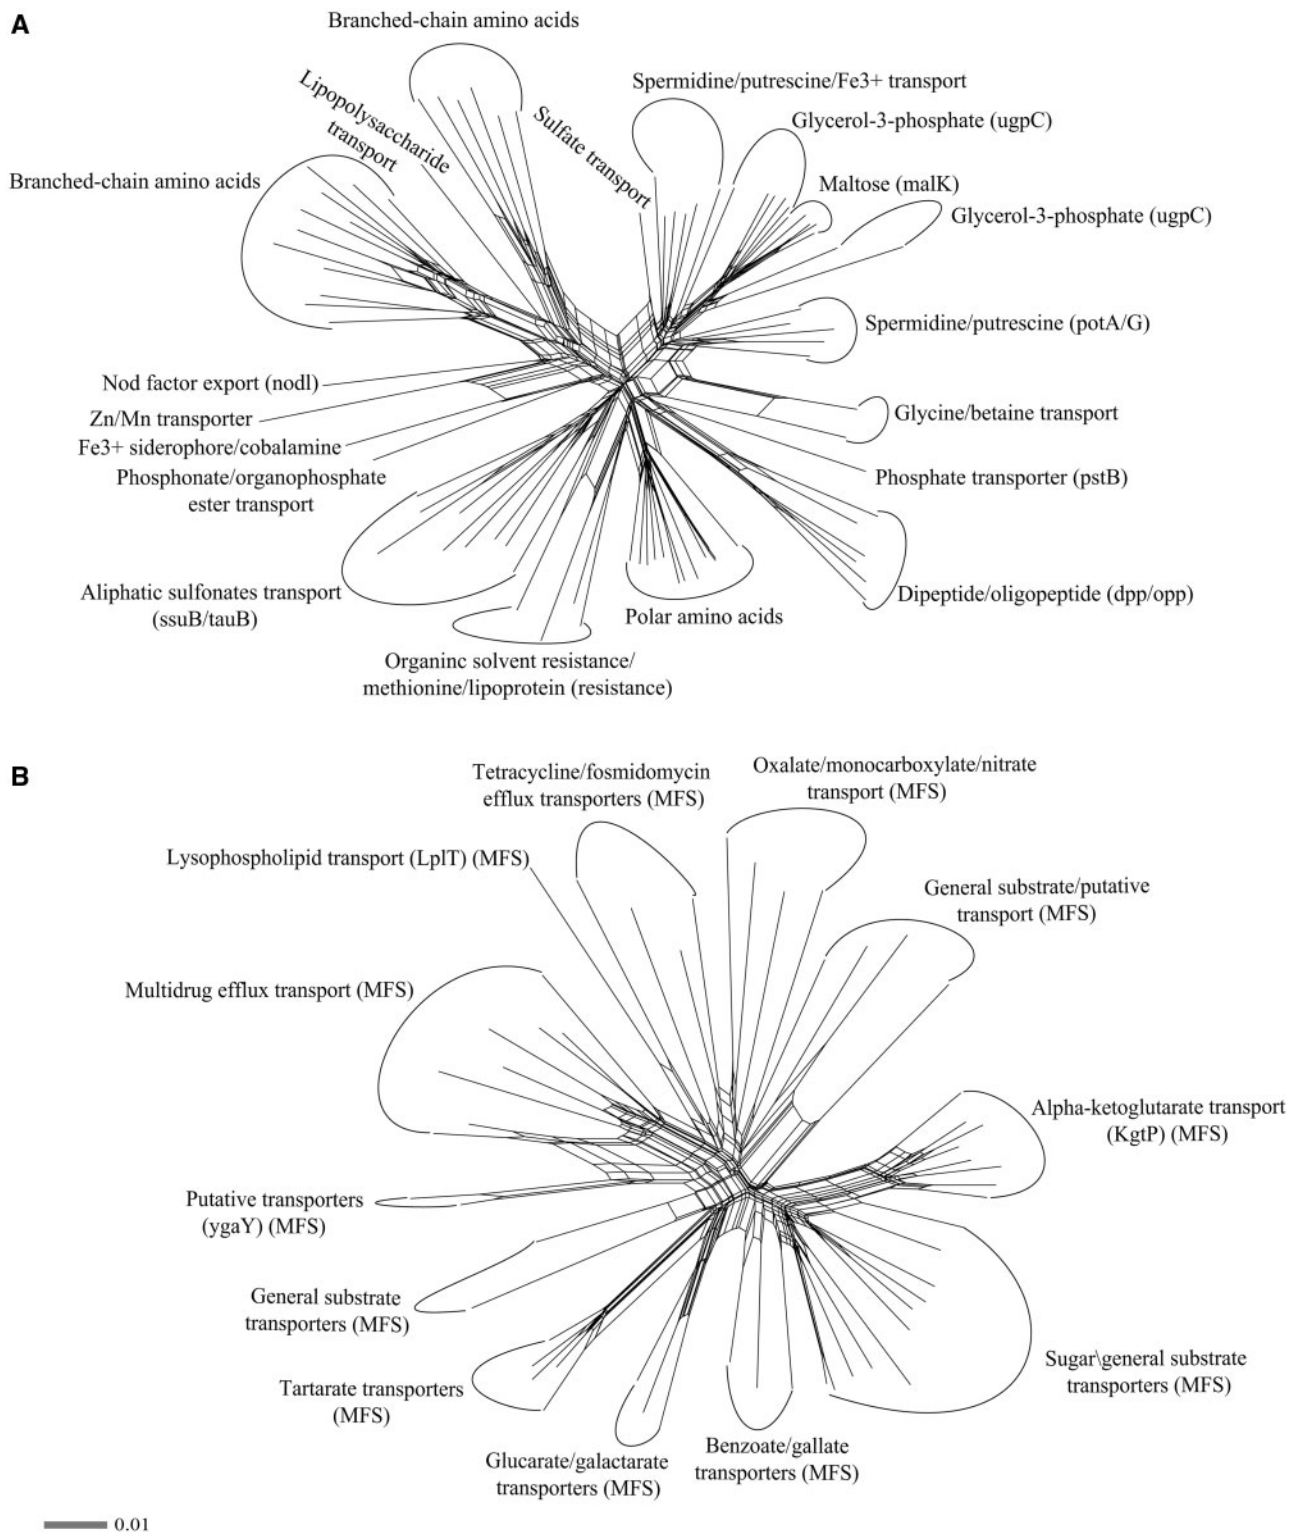 A
Branched-chain amino acids
Lipopolysaccharide
transport
Sulfate transport
Spermidine/putrescine/Fe3+ transport
Glycerol-3-phosphate (ugpC)
Branched-chain amino acids
Maltose (malK)
Glycerol-3-phosphate (ugpC)
Spermidine/putrescine (potA/G)
Nod factor export (nodl)
Zn/Mn transporter
Glycine/betaine transport
Fe3+ siderophore/cobalamine
Phosphonate/organophosphate
ester transport
Phosphate transporter (pstB)
Aliphatic sulfonates transport
(ssuB/tauB)
Dipeptide/oligopeptide (dpp/opp)
Polar amino acids
Organinc solvent resistance/
methionine/lipoprotein (resistance)
B
Tetracycline/fosmidomycin
efflux transporters (MFS)
Oxalate/monocarboxylate/nitrate
transport (MFS)
Lysophospholipid transport (LplT) (MFS)
General substrate/putative
transport (MFS)
Multidrug efflux transport (MFS)
Alpha-ketoglutarate transport
(KgtP) (MFS)
Putative transporters
(ygaY) (MFS)
General substrate
transporters (MFS)
Sugar\general substrate
transporters (MFS)
Tartarate transporters
(MFS)
Glucarate/galactarate
transporters (MFS)
Benzoate/gallate
transporters (MFS)
0.01